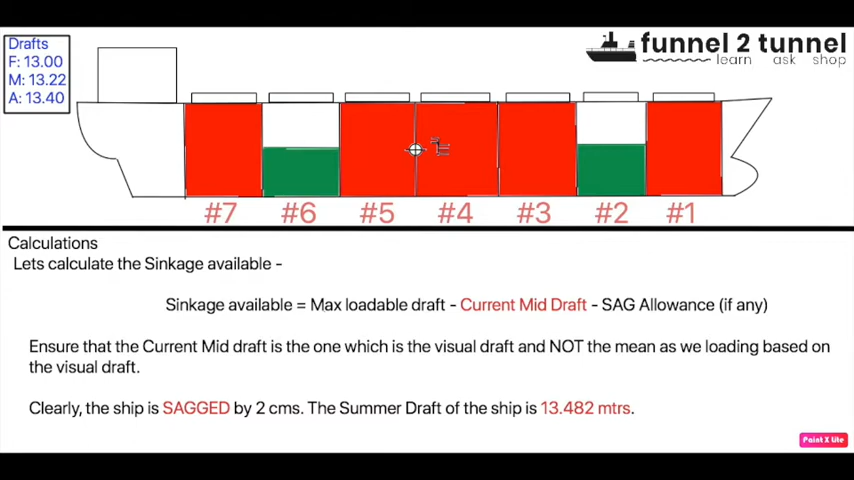 Drafts
F: 13.00
M: 13.22
A: 13.40
funnel 2 tunnel
learn ask shop
#7 #6 #5 #4 #3 #2 #1
Calculations
Lets calculate the Sinkage available -
Sinkage available = Max loadable draft - Current Mid Draft - SAG Allowance (if any)
Ensure that the Current Mid draft is the one which is the visual draft and NOT the mean as we loading based on
the visual draft.
Clearly, the ship is SAGGED by 2 cms. The Summer Draft of the ship is 13.482 mtrs.
Paint X Lite